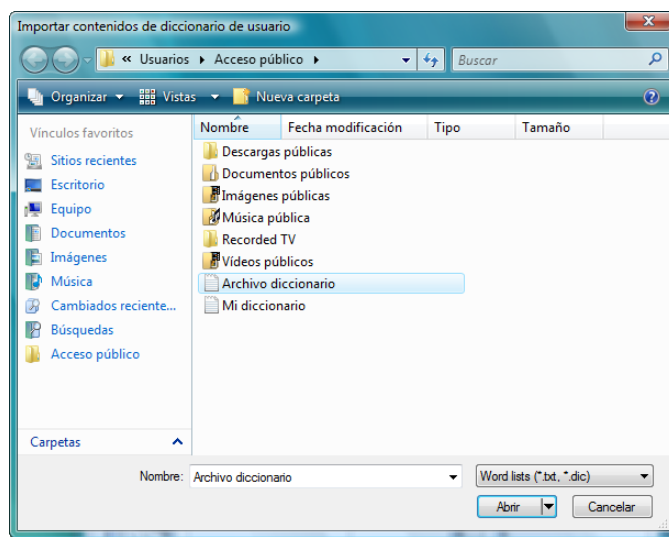 Importar contenidos de diccionario de usuario
« Usuarios ▸ Acceso público ▸ Buscar
Organizar Vistas Nueva carpeta
Vínculos favoritos
Sitios recientes
Escritorio
Equipo
Documentos
Imágenes
Música
Cambiados reciente...
Búsquedas
Acceso público
Carpetas
Nombre Fecha modificación Tipo Tamaño
Descargas públicas
Documentos públicos
Imágenes públicas
Música pública
Recorded TV
Vídeos públicos
Archivo diccionario
Mi diccionario
Nombre: Archivo diccionario Word lists (*.txt, *.dic)
Abrir Cancelar